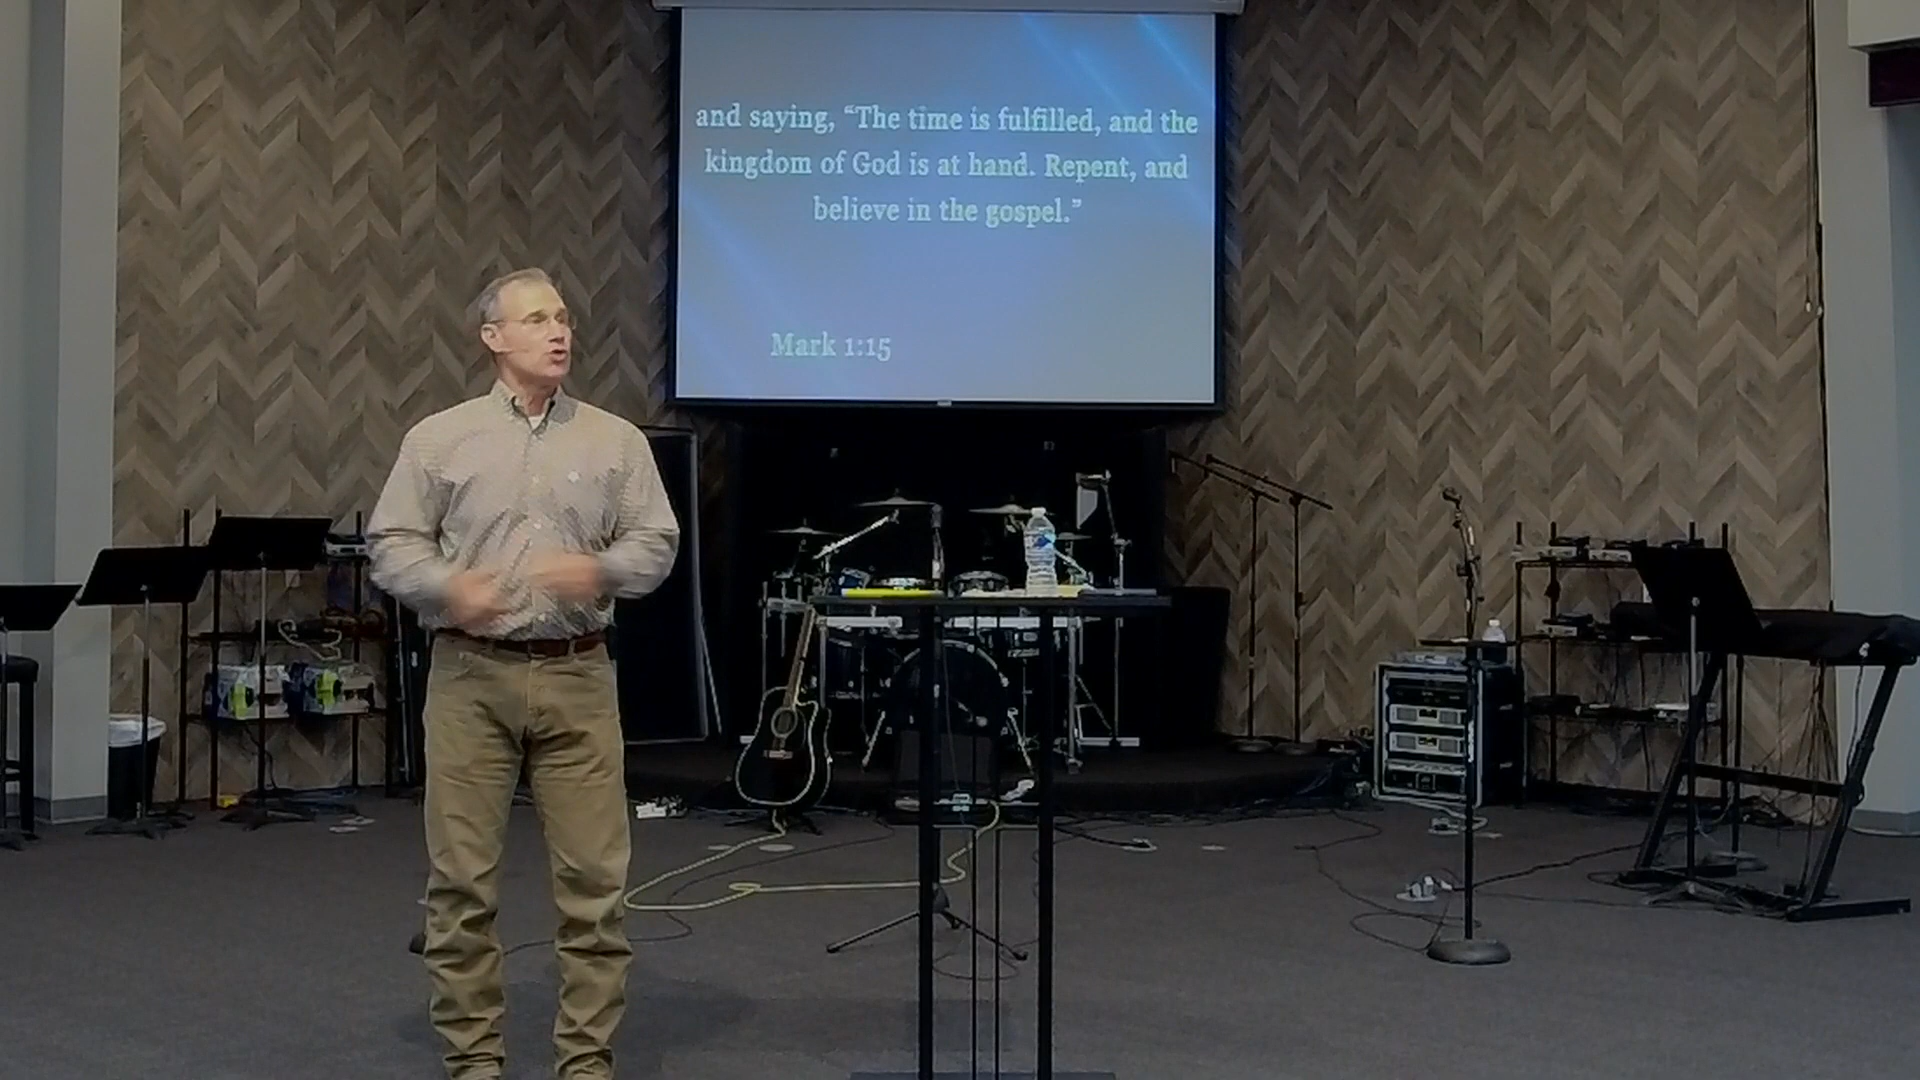 and saying, “The time is fulfilled, and the
kingdom of God is at hand. Repent, and
believe in the gospel.”
Mark 1:15